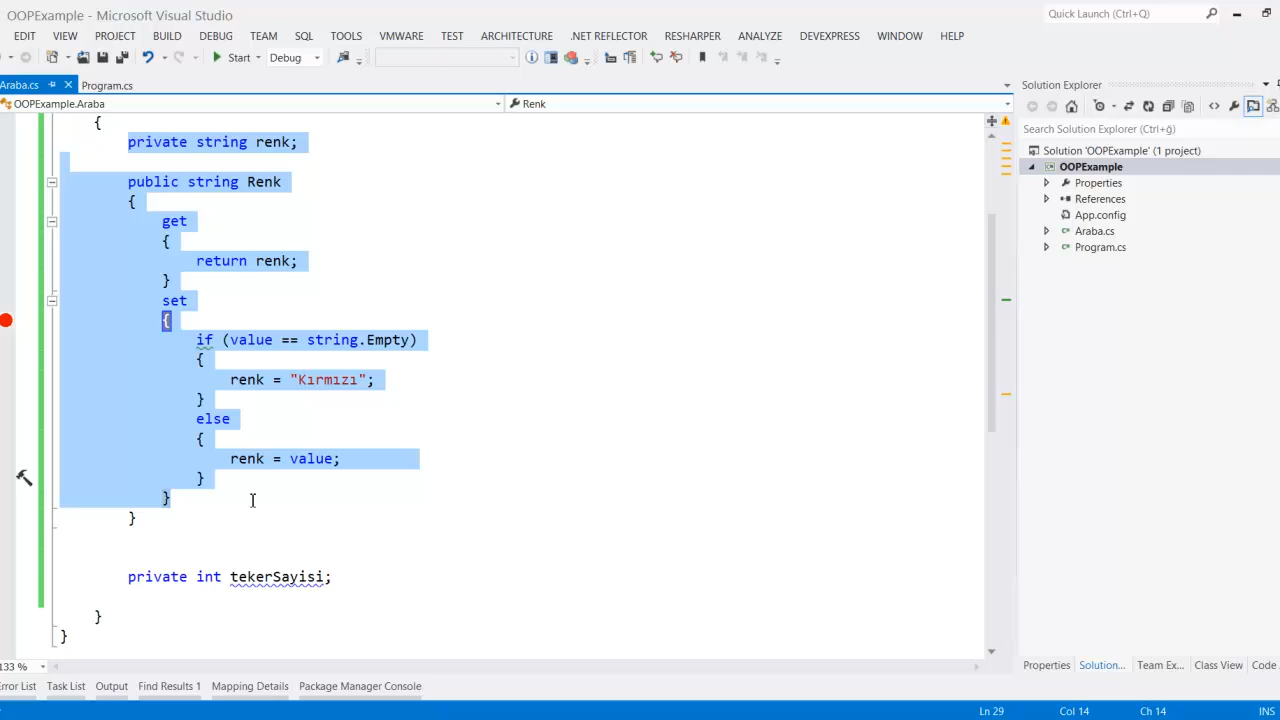 OOPExample - Microsoft Visual Studio
Quick Launch (Ctrl+Q)
EDIT VIEW PROJECT BUILD DEBUG TEAM SQL TOOLS VMWARE TEST ARCHITECTURE .NET REFLECTOR RESHARPER ANALYZE DEVEXPRESS WINDOW HELP
Start Debug
Araba.cs Program.cs
OOPExample.Araba Renk
{
private string renk;
public string Renk
{
get
{
return renk;
}
set
{
if (value == string.Empty)
{
renk = "Kırmızı";
}
else
{
renk = value;
}
}
}
private int tekerSayisi;
}
}
Solution Explorer
Search Solution Explorer (Ctrl+ğ)
Solution 'OOPExample' (1 project)
OOPExample
Properties
References
App.config
Araba.cs
Program.cs
133 %
Properties Solution... Team Ex... Class View Code
Error List Task List Output Find Results 1 Mapping Details Package Manager Console
Ln 29 Col 14 Ch 14 INS